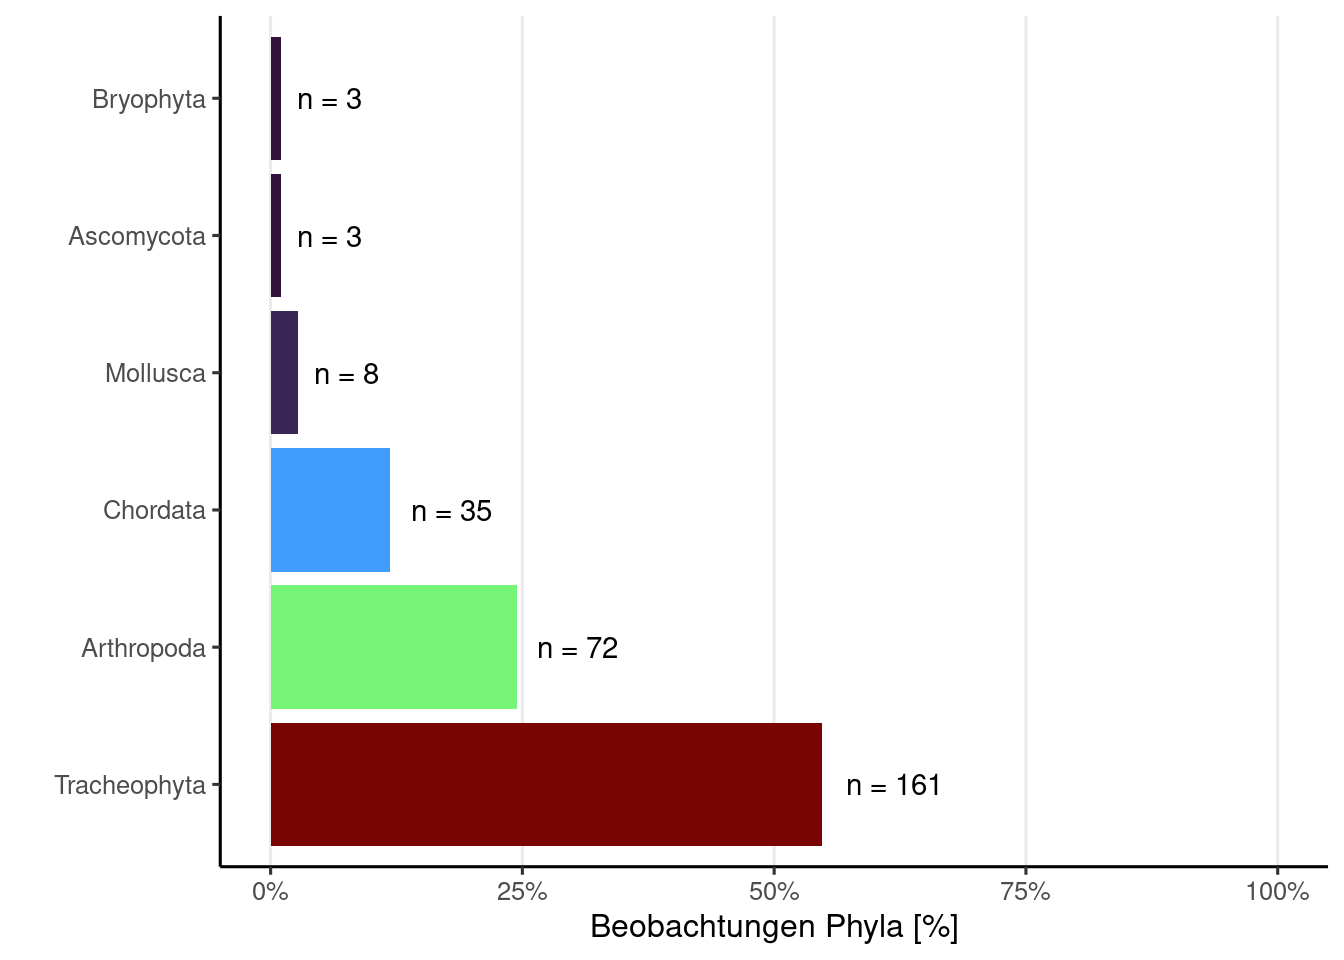 Bryophyta
n = 3
Ascomycota
n = 3
Mollusca
n = 8
Chordata
n = 35
Arthropoda
n = 72
Tracheophyta
n = 161
0% 25% 50% 75% 100%
Beobachtungen Phyla [%]